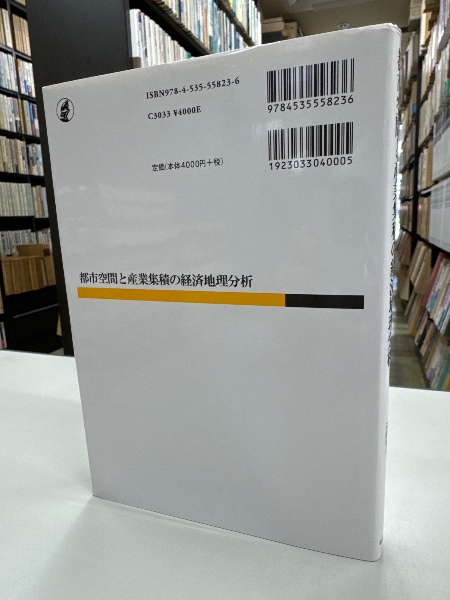 ISBN978-4-535-55823-6
C3033 ¥4000E
定価(本体4000円+税)
9784535558236
1923033040005
都市空間と産業集積の経済地理分析